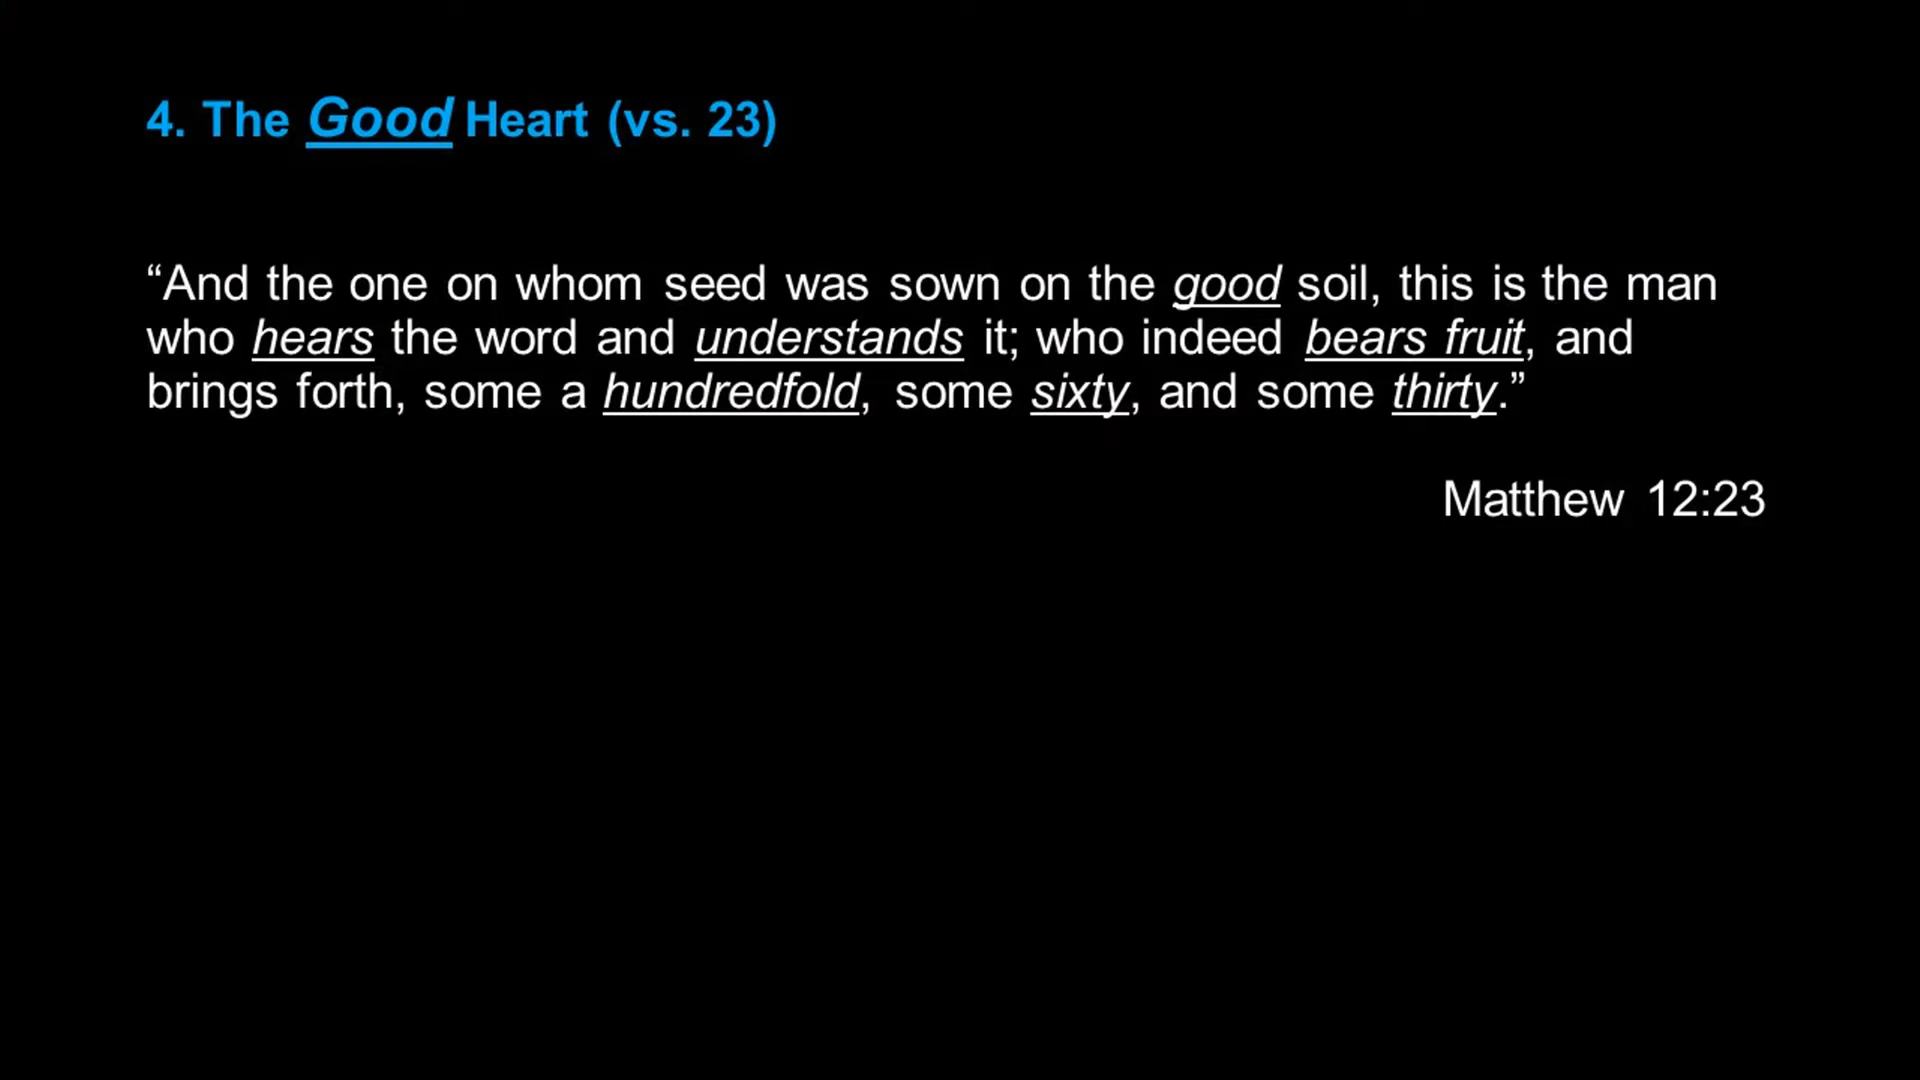 4. The Good Heart (vs. 23)
“And the one on whom seed was sown on the good soil, this is the man
who hears the word and understands it; who indeed bears fruit, and
brings forth, some a hundredfold, some sixty, and some thirty.”
Matthew 12:23